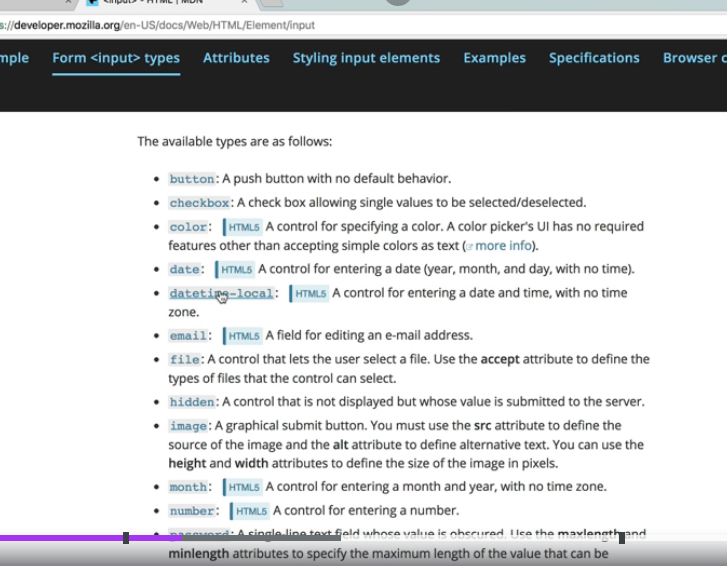 <input> - HTML | MDN
s://developer.mozilla.org/en-US/docs/Web/HTML/Element/input
mple Form <input> types Attributes Styling input elements Examples Specifications Browser c
The available types are as follows:
• button: A push button with no default behavior.
• checkbox: A check box allowing single values to be selected/deselected.
• color: HTML5 A control for specifying a color. A color picker's UI has no required
features other than accepting simple colors as text (more info).
• date: HTML5 A control for entering a date (year, month, and day, with no time).
• datetime-local: HTML5 A control for entering a date and time, with no time
zone.
• email: HTML5 A field for editing an e-mail address.
• file: A control that lets the user select a file. Use the accept attribute to define the
types of files that the control can select.
• hidden: A control that is not displayed but whose value is submitted to the server.
• image: A graphical submit button. You must use the src attribute to define the
source of the image and the alt attribute to define alternative text. You can use the
height and width attributes to define the size of the image in pixels.
• month: HTML5 A control for entering a month and year, with no time zone.
• number: HTML5 A control for entering a number.
• password: A single-line text field whose value is obscured. Use the maxlength and
minlength attributes to specify the maximum length of the value that can be